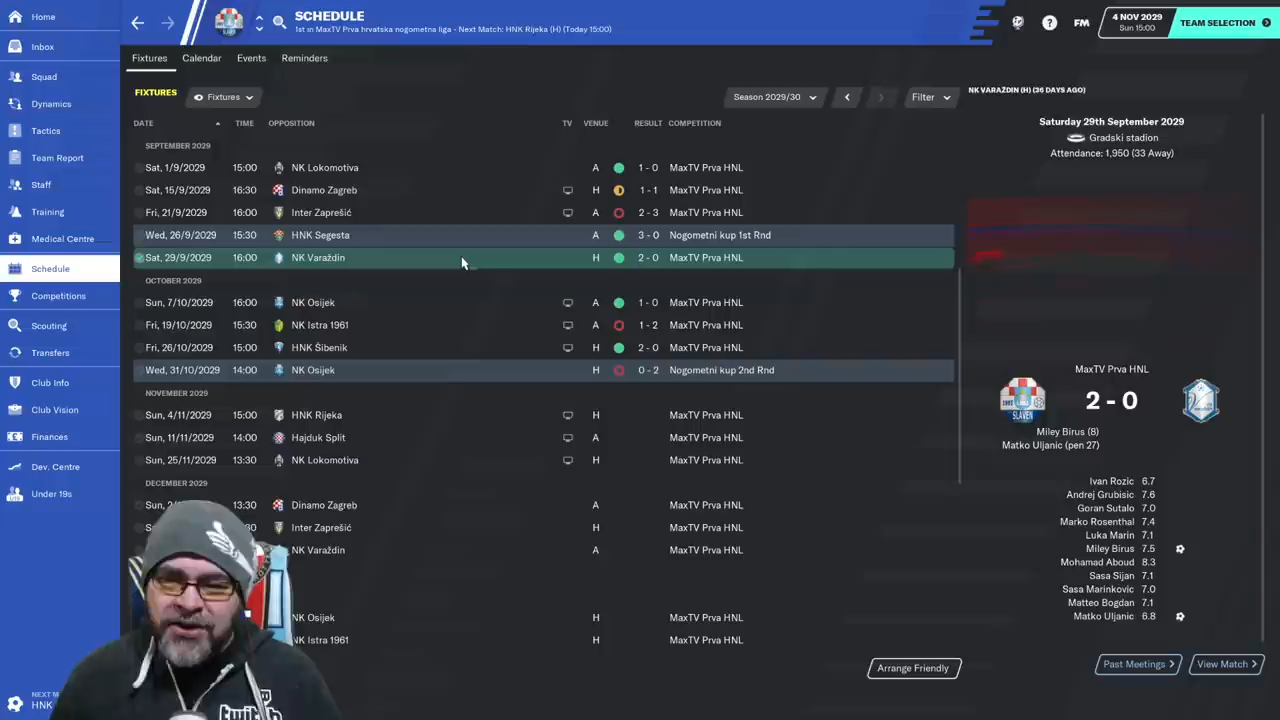 Home
Inbox
Squad
Dynamics
Tactics
Team Report
Staff
Training
Medical Centre
Schedule
Competitions
Scouting
Transfers
Club Info
Club Vision
Finances
Dev. Centre
Under 19s
NEXT M
HNK
SCHEDULE
1st in MaxTV Prva hrvatska nogometna liga - Next Match: HNK Rijeka (H) (Today 15:00)
FM
4 NOV 2029
Sun 15:00
TEAM SELECTION
Fixtures Calendar Events Reminders
FIXTURES Fixtures Season 2029/30 Filter
DATE TIME OPPOSITION TV VENUE RESULT COMPETITION
SEPTEMBER 2029
Sat, 1/9/2029 15:00 NK Lokomotiva A 1 - 0 MaxTV Prva HNL
Sat, 15/9/2029 16:30 Dinamo Zagreb H 1 - 1 MaxTV Prva HNL
Fri, 21/9/2029 16:00 Inter Zaprešić A 2 - 3 MaxTV Prva HNL
Wed, 26/9/2029 15:30 HNK Segesta A 3 - 0 Nogometni kup 1st Rnd
Sat, 29/9/2029 16:00 NK Varaždin H 2 - 0 MaxTV Prva HNL
OCTOBER 2029
Sun, 7/10/2029 16:00 NK Osijek A 1 - 0 MaxTV Prva HNL
Fri, 19/10/2029 15:30 NK Istra 1961 A 1 - 2 MaxTV Prva HNL
Fri, 26/10/2029 15:00 HNK Šibenik H 2 - 0 MaxTV Prva HNL
Wed, 31/10/2029 14:00 NK Osijek H 0 - 2 Nogometni kup 2nd Rnd
NOVEMBER 2029
Sun, 4/11/2029 15:00 HNK Rijeka H MaxTV Prva HNL
Sun, 11/11/2029 14:00 Hajduk Split A MaxTV Prva HNL
Sun, 25/11/2029 13:30 NK Lokomotiva H MaxTV Prva HNL
DECEMBER 2029
Sun, 2/ 13:30 Dinamo Zagreb A MaxTV Prva HNL
Inter Zaprešić H MaxTV Prva HNL
NK Varaždin A MaxTV Prva HNL
NK Osijek H MaxTV Prva HNL
NK Istra 1961 H MaxTV Prva HNL
Arrange Friendly
NK VARAŽDIN (H) (36 DAYS AGO)
Saturday 29th September 2029
Gradski stadion
Attendance: 1,950 (33 Away)
MaxTV Prva HNL
SLAVEN
2 - 0
Miley Birus (8)
Matko Uljanic (pen 27)
Ivan Rozic 6.7
Andrej Grubisic 7.6
Goran Sutalo 7.0
Marko Rosenthal 7.4
Luka Marin 7.1
Miley Birus 7.5
Mohamad Aboud 8.3
Sasa Sijan 7.1
Sasa Marinkovic 7.0
Matteo Bogdan 7.1
Matko Uljanic 6.8
Past Meetings View Match
twitch